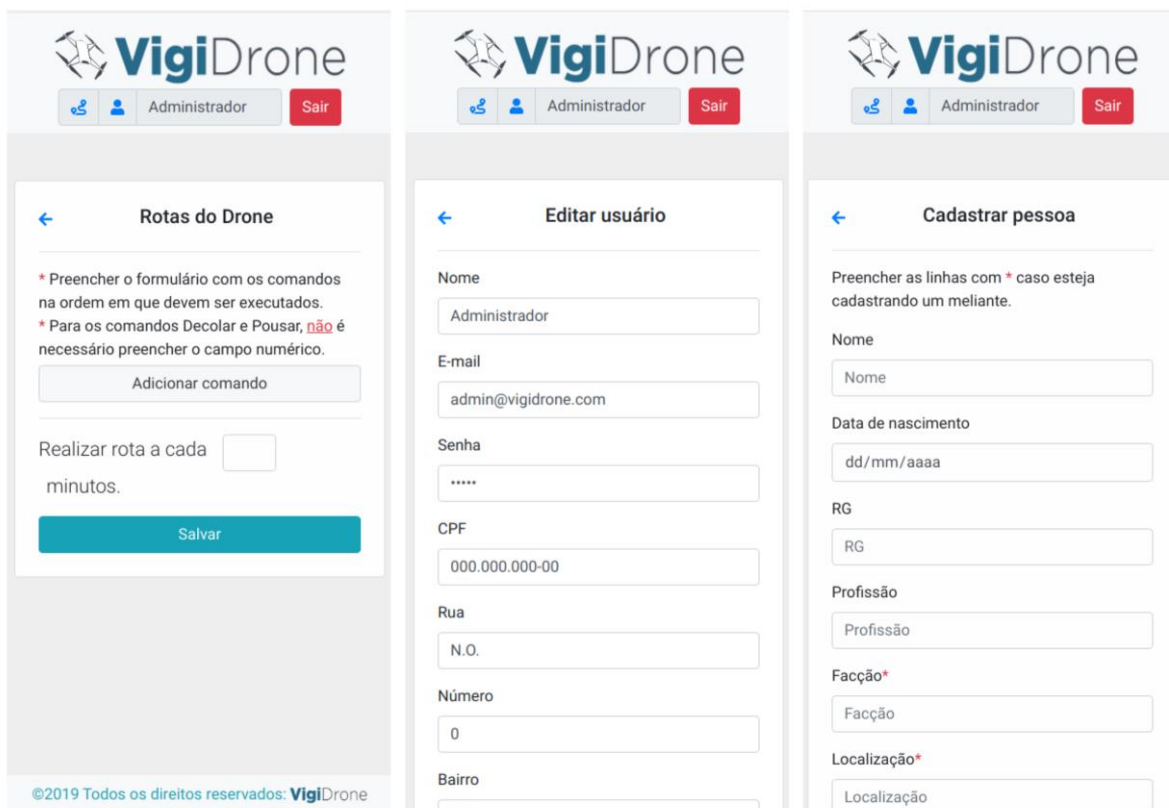 VigiDrone
Administrador
Sair
Rotas do Drone
* Preencher o formulário com os comandos
na ordem em que devem ser executados.
* Para os comandos Decolar e Pousar, não é
necessário preencher o campo numérico.
Adicionar comando
Realizar rota a cada
minutos.
Salvar
©2019 Todos os direitos reservados: VigiDrone
VigiDrone
Administrador
Sair
Editar usuário
Nome
Administrador
E-mail
admin@vigidrone.com
Senha
•••••
CPF
000.000.000-00
Rua
N.O.
Número
0
Bairro
VigiDrone
Administrador
Sair
Cadastrar pessoa
Preencher as linhas com * caso esteja
cadastrando um meliante.
Nome
Nome
Data de nascimento
dd/mm/aaaa
RG
RG
Profissão
Profissão
Facção*
Facção
Localização*
Localização